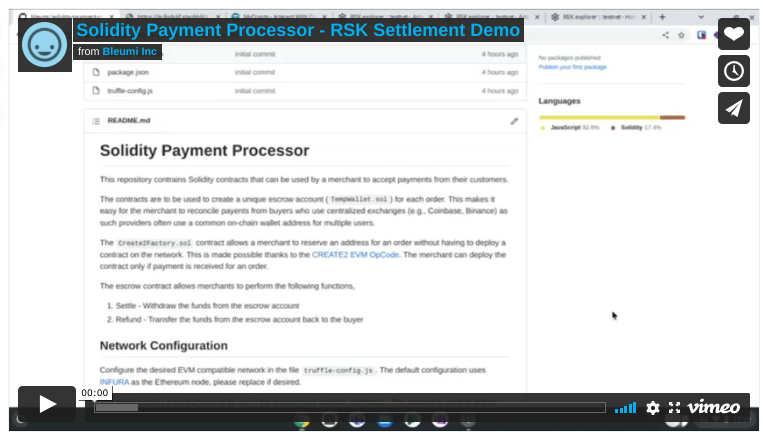 Solidity Payment Processor - RSK Settlement Demo
from Bleumi Inc
initial commit
4 hours ago
package.json
initial commit
4 hours ago
truffle-config.js
initial commit
4 hours ago
No packages published
Publish your first package
Languages
JavaScript 82.6%
Solidity 17.4%
README.md
Solidity Payment Processor
This repository contrains Solidity contracts that can be used by a merchant to accept payments from their customers.
The contracts are to be used to create a unique escrow account ( TempWallet.sol ) for each order. This makes it
easy for the merchant to reconcile payments from buyers who use centralized exchanges (e.g., Coinbase, Binance) as
such providers often use a common on-chain wallet address for multiple users.
The Create2Factory.sol contract allows a merchant to reserve an address for an order without having to deploy a
contract on the network. This is made possible thanks to the CREATE2 EVM OpCode. The merchant can deploy the
contract only if payment is received for an order.
The escrow contract allows merchants to perform the following functions,
1. Settle - Withdraw the funds from the escrow account
2. Refund - Transfer the funds from the escrow account back to the buyer
Network Configuration
Configure the desired EVM compatible network in the file truffle-config.js. The default configuration uses
INFURA as the Ethereum node, please replace if desired.
00:00
vimeo